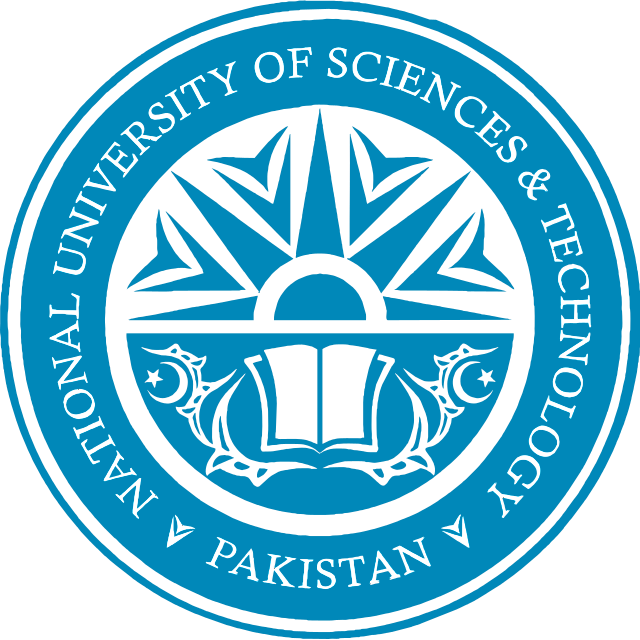 NATIONAL UNIVERSITY OF SCIENCES & TECHNOLOGY
PAKISTAN